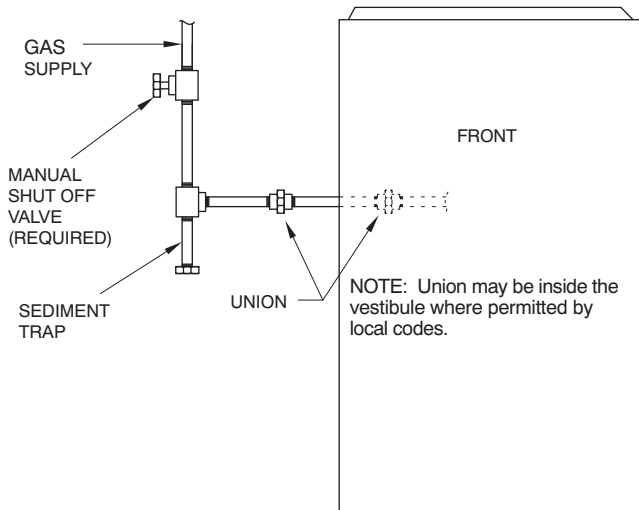 GAS
SUPPLY
MANUAL
SHUT OFF
VALVE
(REQUIRED)
SEDIMENT
TRAP
UNION
FRONT
NOTE:  Union may be inside the
vestibule where permitted by
local codes.